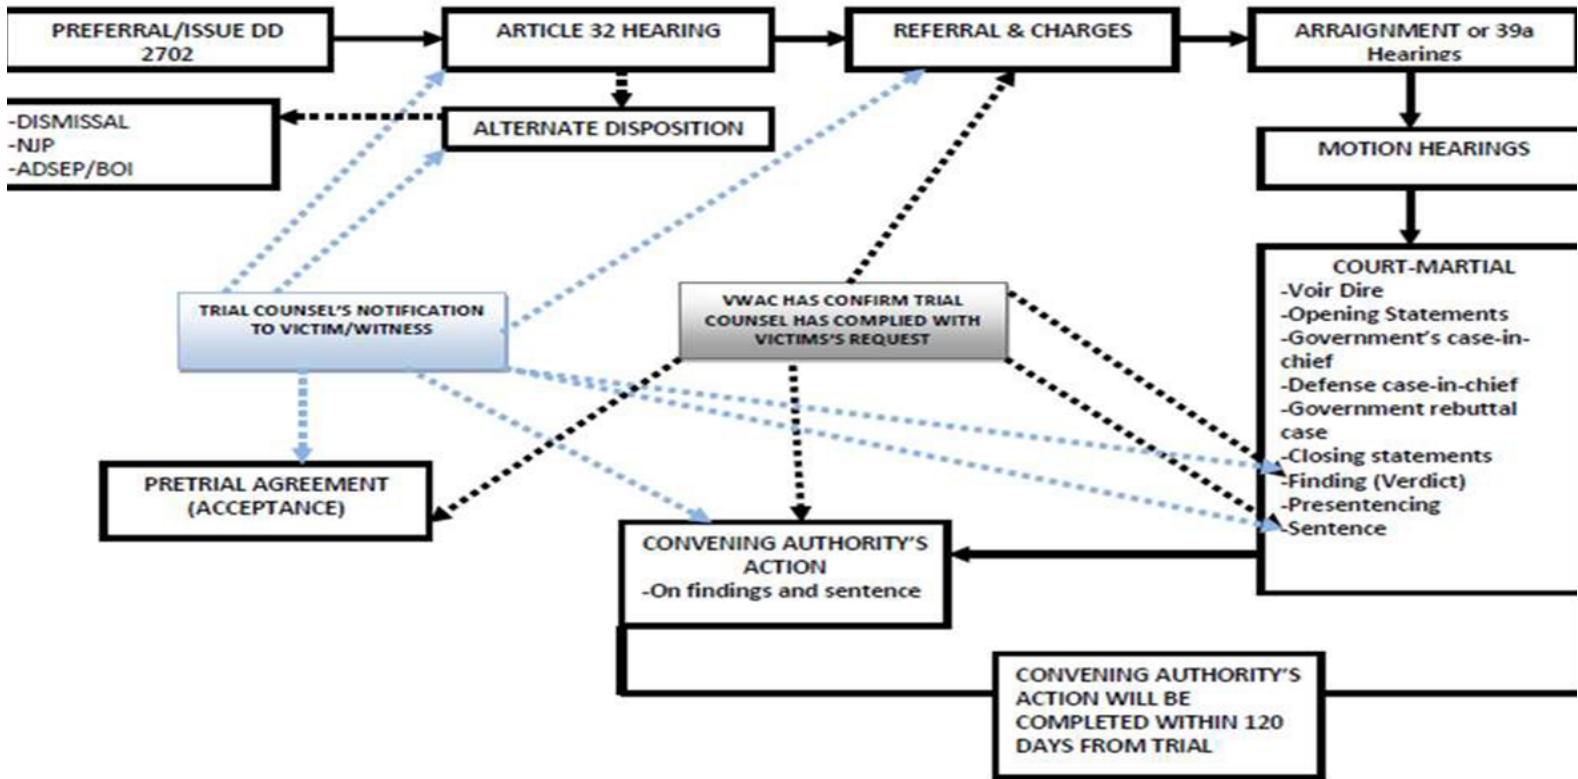 PREFERRAL/ISSUE DD
2702
ARTICLE 32 HEARING
REFERRAL & CHARGES
ARRAIGNMENT or 39a
Hearings
-DISMISSAL
-NJP
-ADSEP/BOI
ALTERNATE DISPOSITION
MOTION HEARINGS
TRIAL COUNSEL'S NOTIFICATION
TO VICTIM/WITNESS
VWAC HAS CONFIRM TRIAL
COUNSEL HAS COMPLIED WITH
VICTIMS'S REQUEST
COURT-MARTIAL
-Voir Dire
-Opening Statements
-Government's case-in-
chief
-Defense case-in-chief
-Government rebuttal
case
-Closing statements
-Finding (Verdict)
-Presentencing
-Sentence
PRETRIAL AGREEMENT
(ACCEPTANCE)
CONVENING AUTHORITY'S
ACTION
-On findings and sentence
CONVENING AUTHORITY'S
ACTION WILL BE
COMPLETED WITHIN 120
DAYS FROM TRIAL